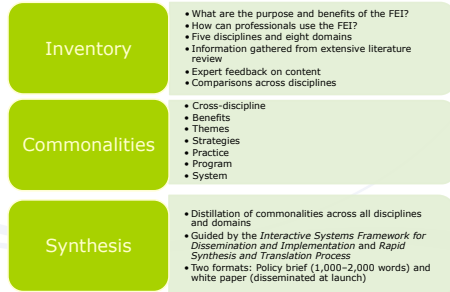 Inventory
• What are the purpose and benefits of the FEI?
• How can professionals use the FEI?
• Five disciplines and eight domains
• Information gathered from extensive literature
review
• Expert feedback on content
• Comparisons across disciplines
Commonalities
• Cross-discipline
• Benefits
• Themes
• Strategies
• Practice
• Program
• System
Synthesis
• Distillation of commonalities across all disciplines
and domains
• Guided by the Interactive Systems Framework for
Dissemination and Implementation and Rapid
Synthesis and Translation Process
• Two formats: Policy brief (1,000–2,000 words) and
white paper (disseminated at launch)